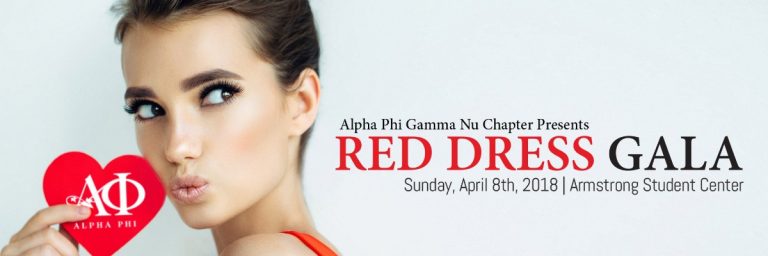 ΑΦ
ALPHA PHI
Alpha Phi Gamma Nu Chapter Presents
RED DRESS GALA
Sunday, April 8th, 2018 | Armstrong Student Center